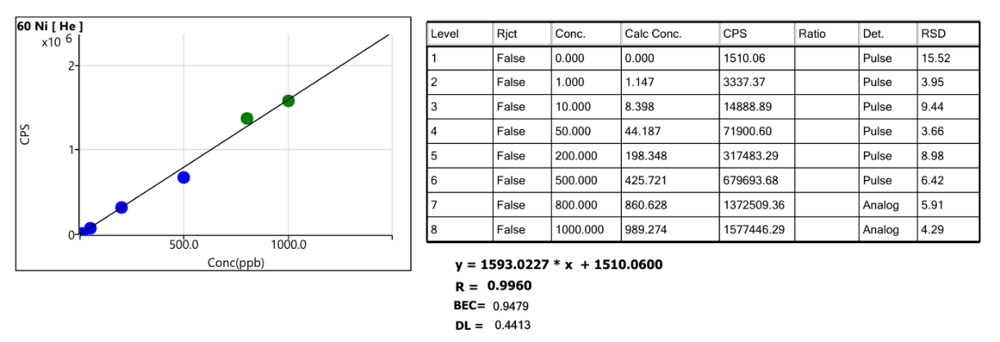 60 Ni [ He ]
x10 6
2
1
0
500.0 1000.0
CPS
Conc(ppb)
Level Rjct Conc. Calc Conc. CPS Ratio Det. RSD
1 False 0.000 0.000 1510.06 Pulse 15.52
2 False 1.000 1.147 3337.37 Pulse 3.95
3 False 10.000 8.398 14888.89 Pulse 9.44
4 False 50.000 44.187 71900.60 Pulse 3.66
5 False 200.000 198.348 317483.29 Pulse 8.98
6 False 500.000 425.721 679693.68 Pulse 6.42
7 False 800.000 860.628 1372509.36 Analog 5.91
8 False 1000.000 989.274 1577446.29 Analog 4.29
y = 1593.0227 * x + 1510.0600
R = 0.9960
BEC= 0.9479
DL = 0.4413